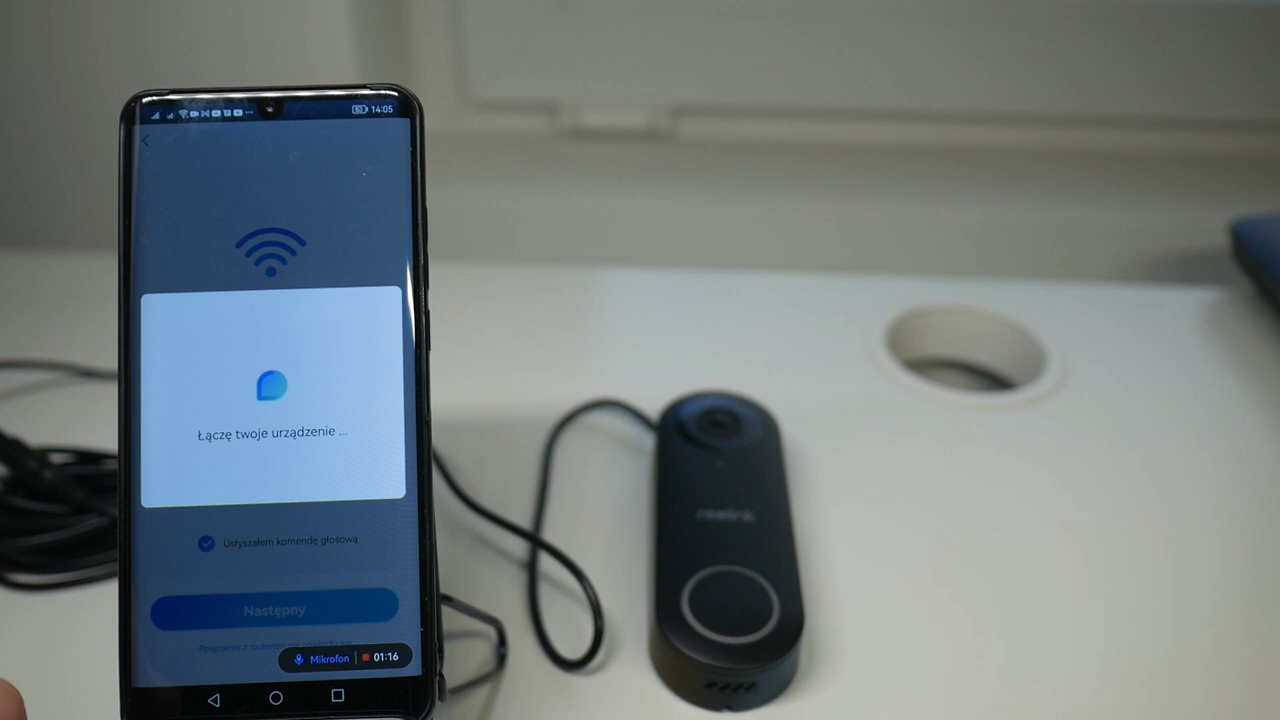 14:05
Łączę twoje urządzenie ...
Usłyszałem komendę głosową
Następny
Mikrofon
01:16
reolink